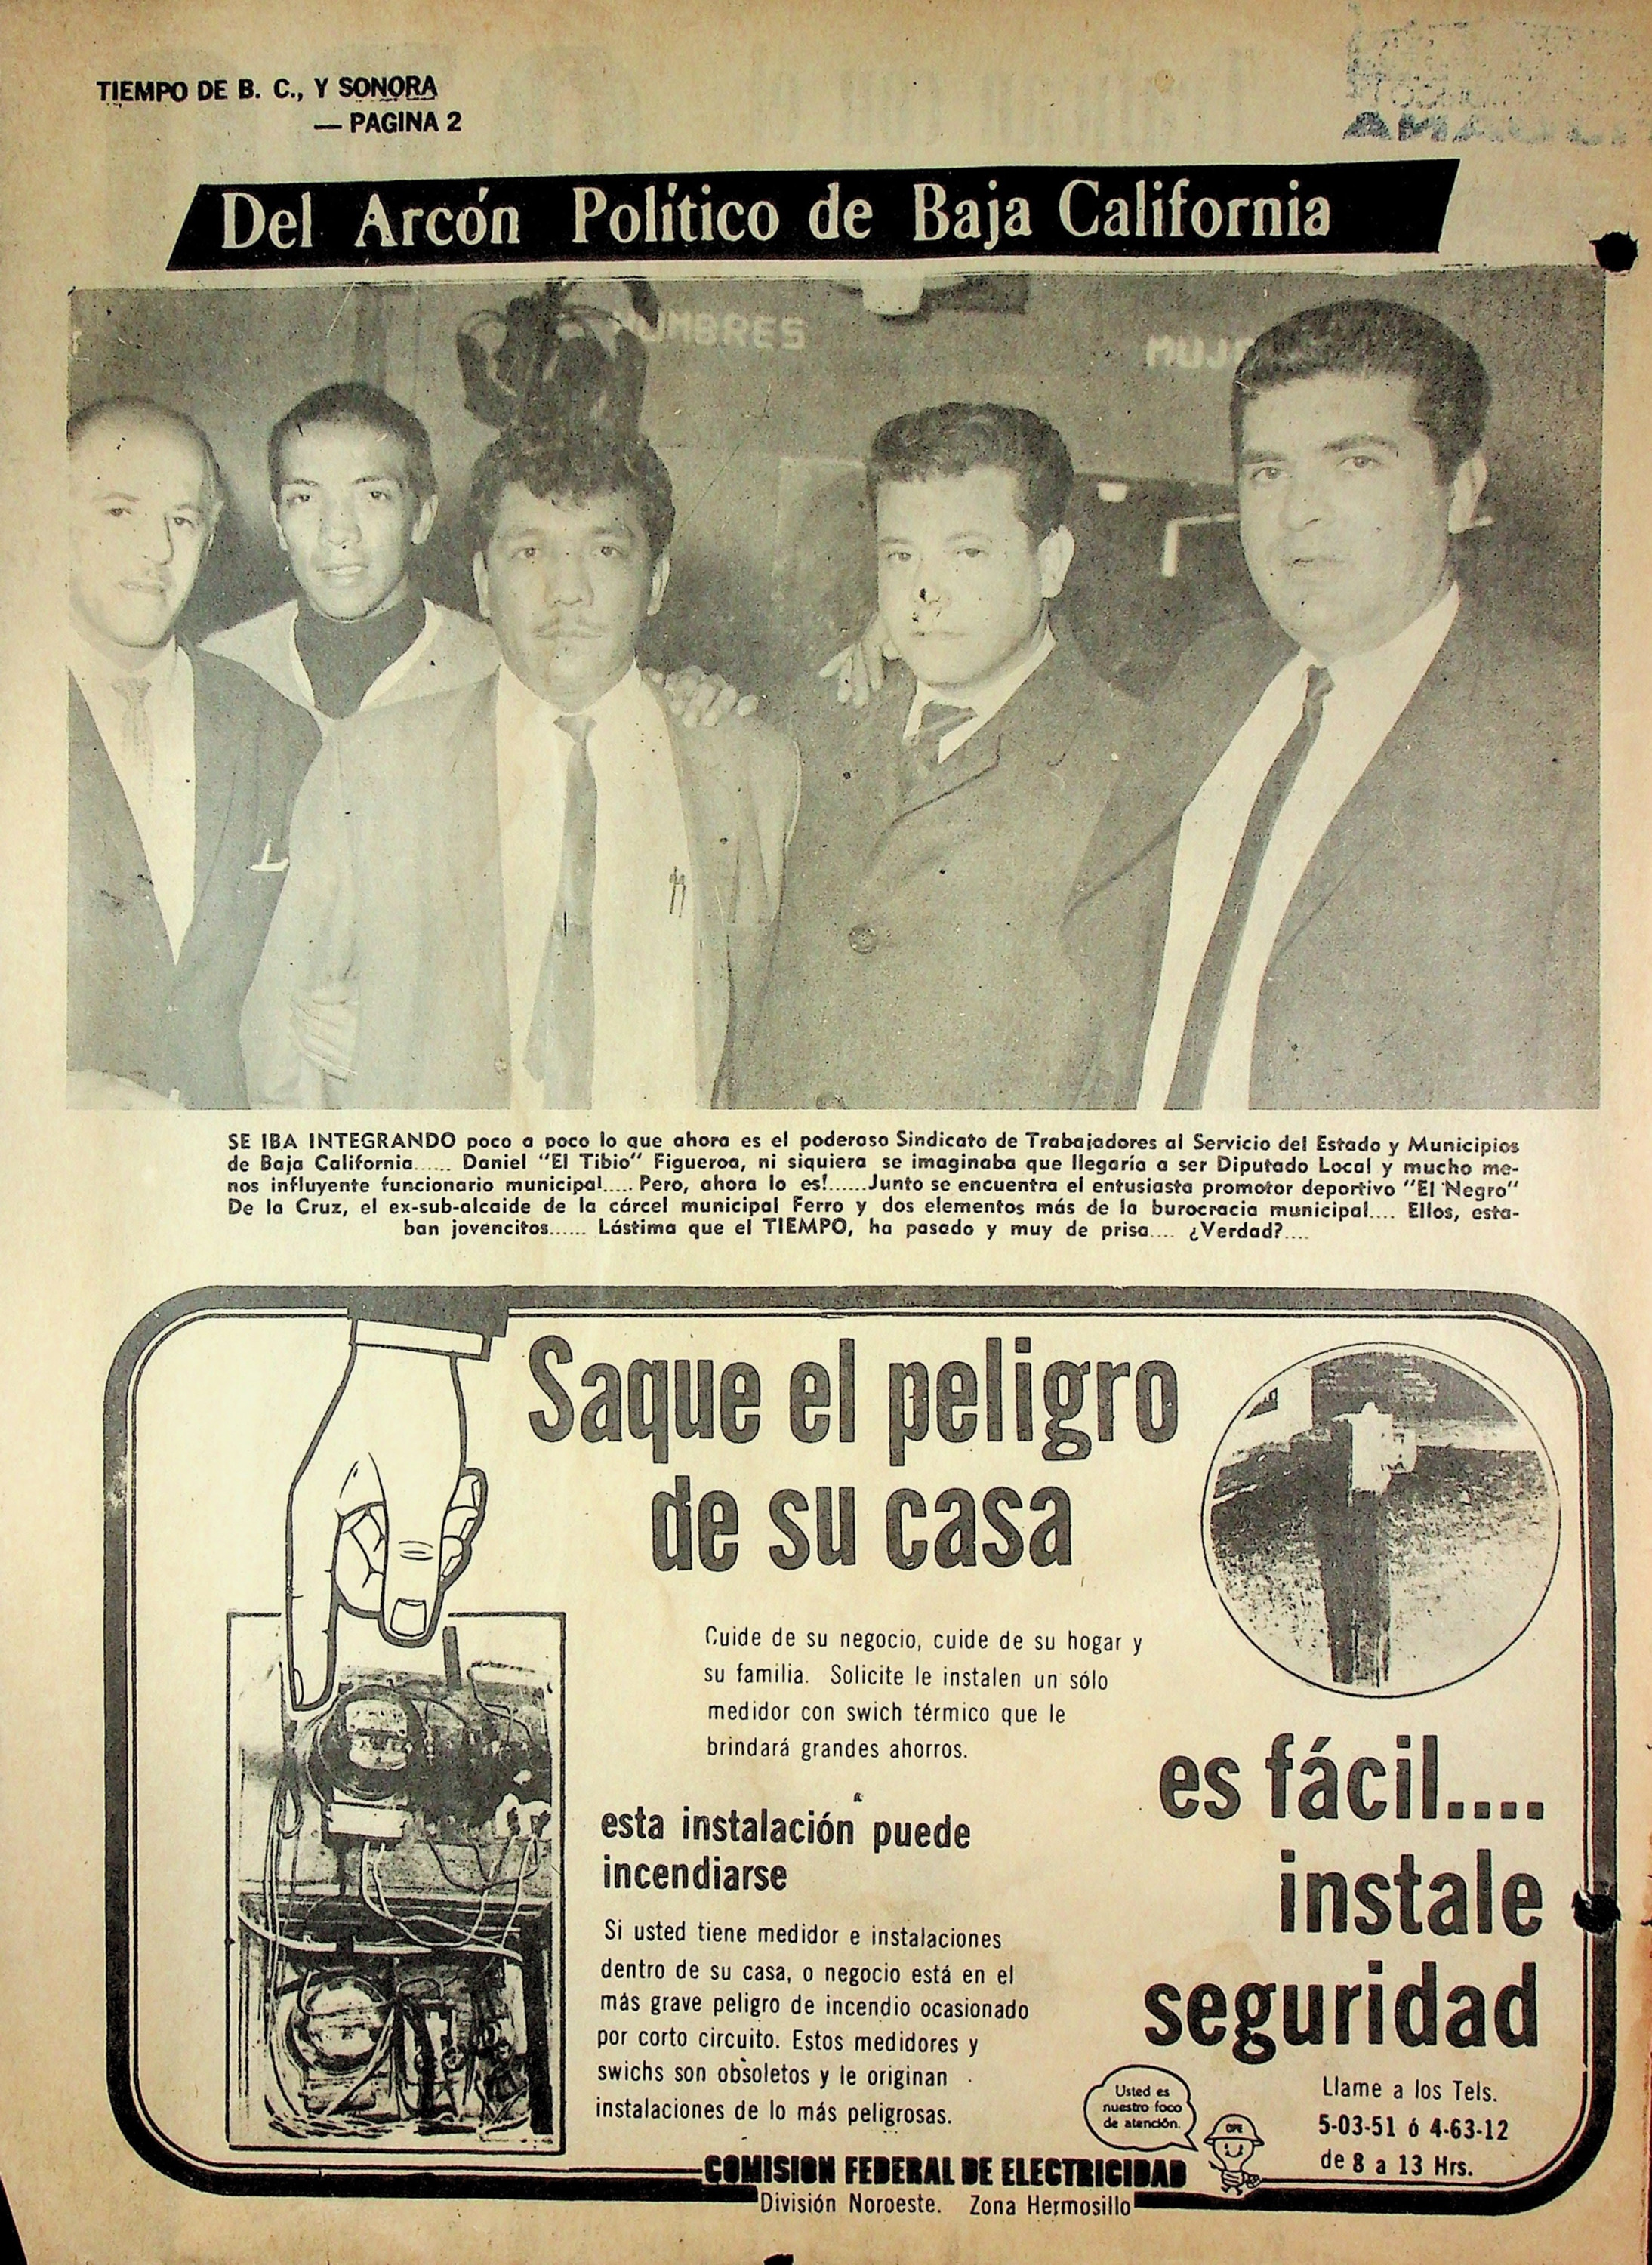 TIEMPO DE B. C., Y SONORA
— PAGINA 2
Del Arcón Político de Baja California
HOMBRES
SE IBA INTEGRANDO poco a poco lo que ahora es el poderoso Sindicato de Trabajadores al Servicio del Estado y Municipios
de Baja California...... Daniel "El Tibio" Figueroa, ni siquiera se imaginaba que llegaría a ser Diputado Local y mucho me-
nos influyente funcionario municipal..... Pero, ahora lo es!......Junto se encuentra el entusiasta promotor deportivo "El Negro"
De la Cruz, el ex-sub-alcaide de la cárcel municipal Ferro y dos elementos más de la burocracia municipal.... Ellos, esta-
ban jovencitos...... Lástima que el TIEMPO, ha pasado y muy de prisa.... ¿Verdad?....
Saque el peligro
de su casa
Cuide de su negocio, cuide de su hogar y
su familia. Solicite le instalen un sólo
medidor con swich térmico que le
brindará grandes ahorros.
esta instalación puede
incendiarse
Si usted tiene medidor e instalaciones
dentro de su casa, o negocio está en el
más grave peligro de incendio ocasionado
por corto circuito. Estos medidores y
swichs son obsoletos y le originan
instalaciones de lo más peligrosas.
es fácil....
instale
seguridad
Usted es
nuestro foco
de atención.
CFE
Llame a los Tels.
5-03-51 ó 4-63-12
de 8 a 13 Hrs.
COMISION FEDERAL DE ELECTRICIDAD
División Noroeste. Zona Hermosillo